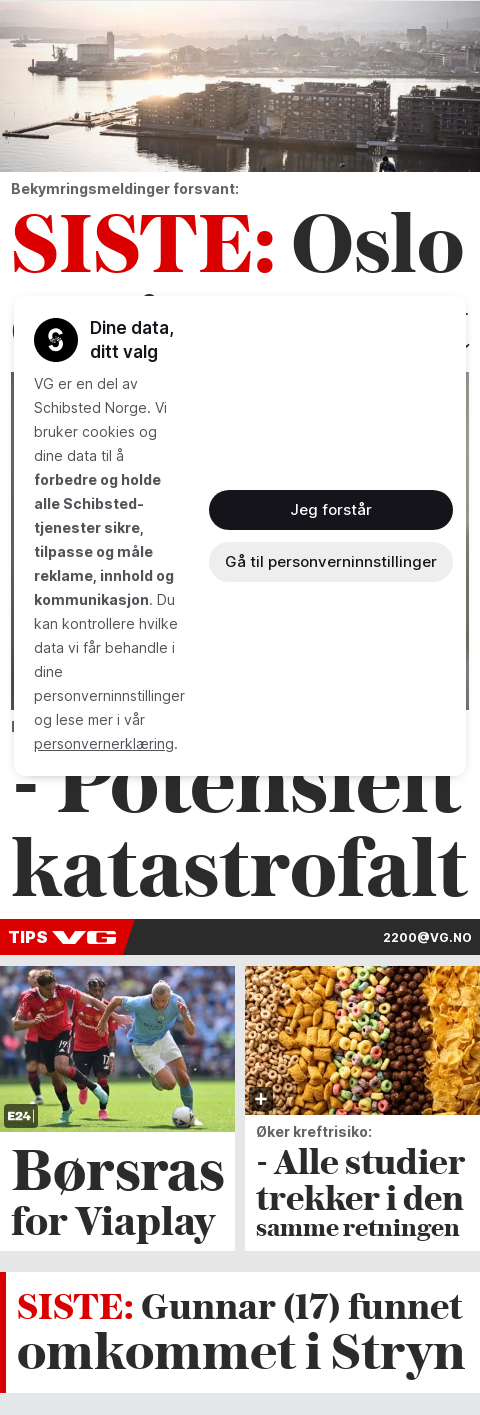 Bekymringsmeldinger forsvant:
SISTE: Oslo
Dine data,
ditt valg
VG er en del av
Schibsted Norge. Vi
bruker cookies og
dine data til å
forbedre og holde
alle Schibsted-
tjenester sikre,
tilpasse og måle
reklame, innhold og
kommunikasjon. Du
kan kontrollere hvilke
data vi får behandle i
dine
personverninnstillinger
og lese mer i vår
personvernerklæring.
Jeg forstår
Gå til personverninnstillinger
- Potensielt
katastrofalt
TIPS VG
2200@VG.NO
E24
Børsras
for Viaplay
Øker kreftrisiko:
- Alle studier
trekker i den
samme retningen
SISTE: Gunnar (17) funnet
omkommet i Stryn